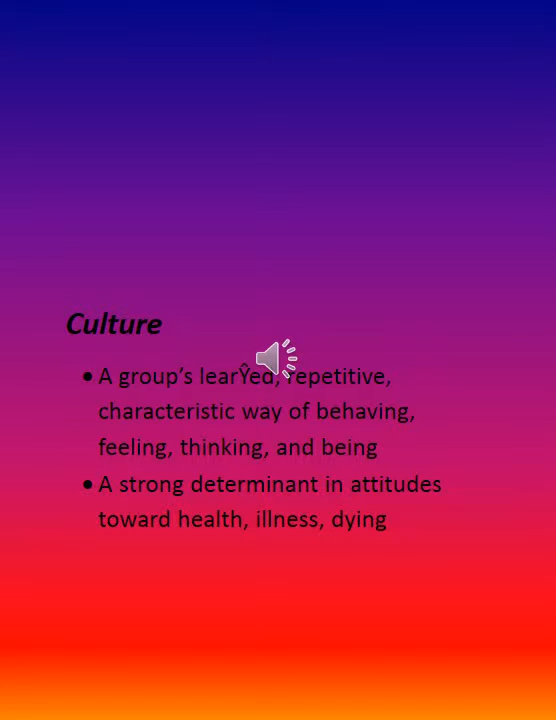 Culture
• A group's learŶed, repetitive,
characteristic way of behaving,
feeling, thinking, and being
• A strong determinant in attitudes
toward health, illness, dying